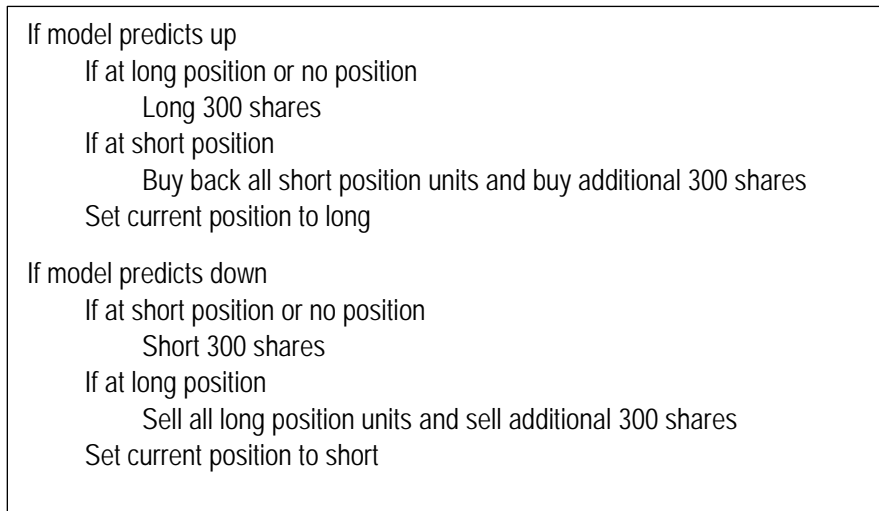 If model predicts up
If at long position or no position
Long 300 shares
If at short position
Buy back all short position units and buy additional 300 shares
Set current position to long
If model predicts down
If at short position or no position
Short 300 shares
If at long position
Sell all long position units and sell additional 300 shares
Set current position to short